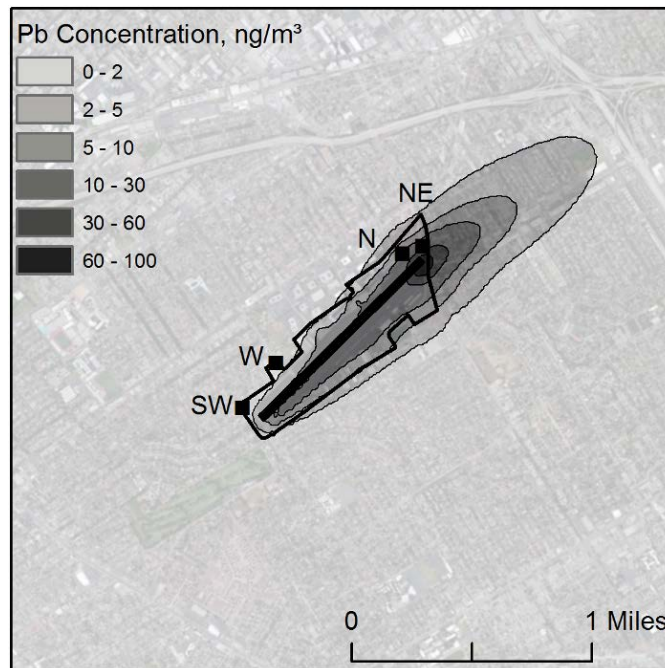 Pb Concentration, ng/m³
0 - 2
2 - 5
5 - 10
10 - 30
30 - 60
60 - 100
NE
N
W
SW
0 1 Miles